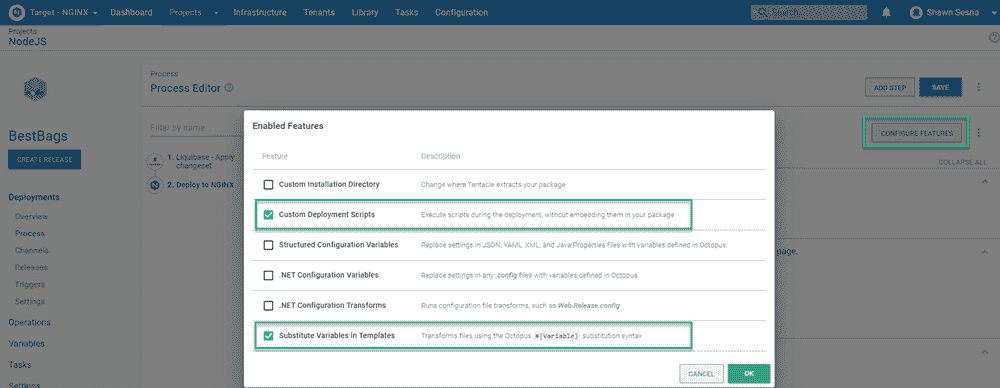 Target - NGINX Dashboard Projects Infrastructure Tenants Library Tasks Configuration Search Shawn Sesna
Projects
NodeJS
Process
Process Editor
ADD STEP
SAVE
BestBags
CREATE RELEASE
Filter by name...
CONFIGURE FEATURES
COLLAPSE ALL
1. Liquibase - Apply
changeset
2. Deploy to NGINX
Deployments
Overview
Process
Channels
Releases
Triggers
Settings
Operations
Variables
Tasks
Settings
page.
Enabled Features
Feature Description
Custom Installation Directory Change where Tentacle extracts your package
Custom Deployment Scripts Execute scripts during the deployment, without embedding them in your package
Structured Configuration Variables Replace settings in JSON, YAML, XML, and Java Properties files with variables defined in Octopus.
.NET Configuration Variables Replace settings in any .config files with variables defined in Octopus.
.NET Configuration Transforms Runs configuration file transforms, such as Web.Release.config
Substitute Variables in Templates Transforms files using the Octopus #{Variable} substitution syntax
CANCEL OK